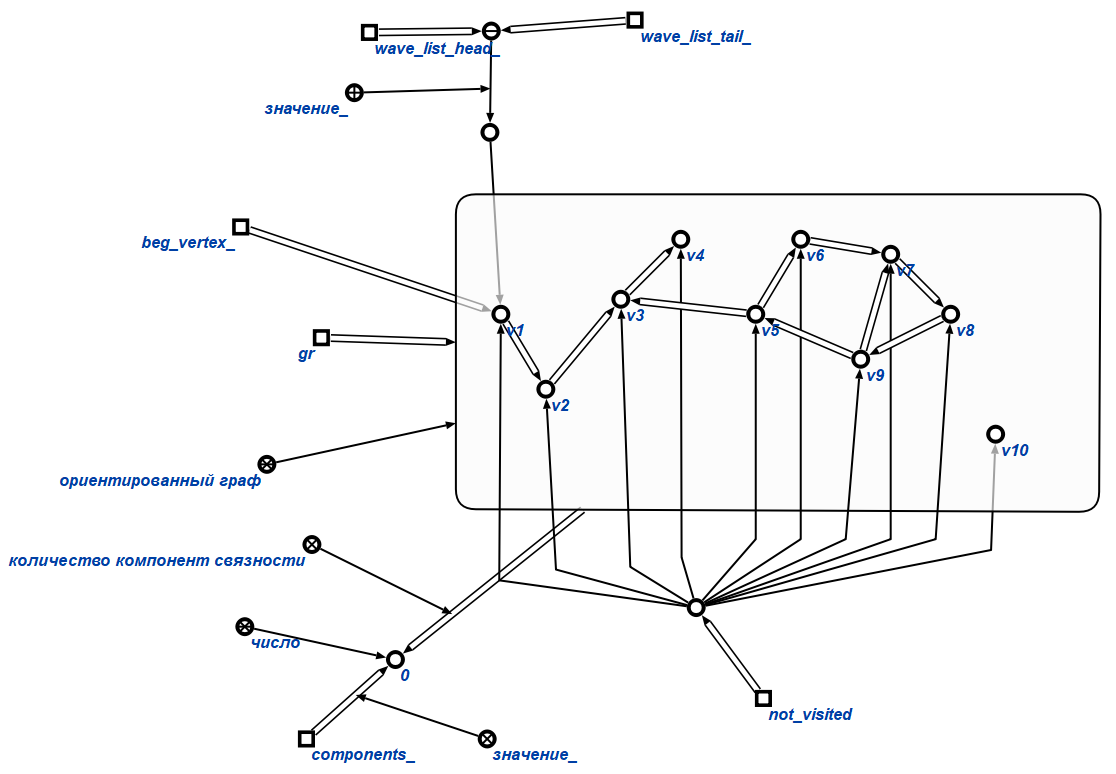 wave_list_head_
wave_list_tail_
значение_
beg_vertex_
v4
v6
v7
v1
v3
v5
v8
gr
v9
v2
v10
ориентированный граф
количество компонент связности
число
0
not_visited
components_
значение_